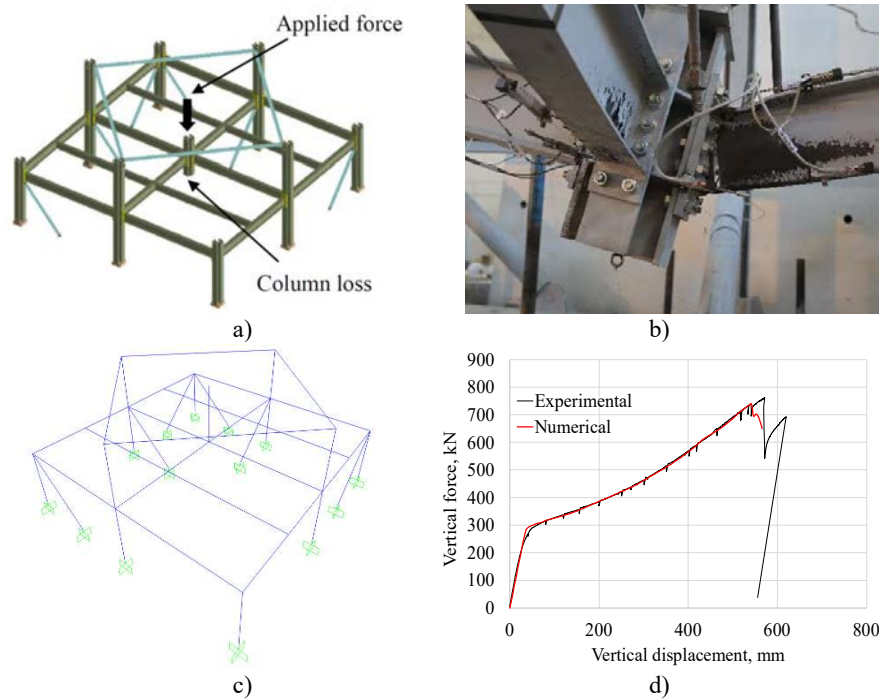 Applied force
Column loss
a)
b)
c)
900
800
700
600
500
400
300
200
100
0
Vertical force, kN
Experimental
Numerical
0 200 400 600 800
Vertical displacement, mm
d)